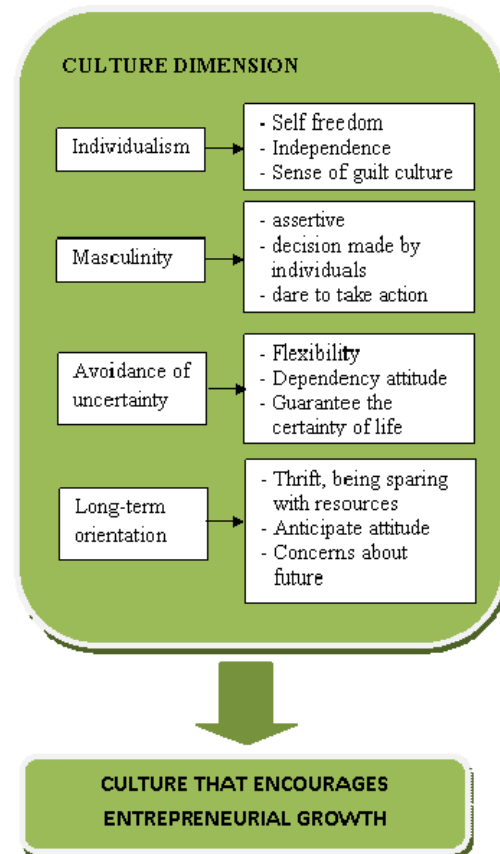 CULTURE DIMENSION
Individualism
- Self freedom
- Independence
- Sense of guilt culture
Masculinity
- assertive
- decision made by
individuals
- dare to take action
Avoidance of
uncertainty
- Flexibility
- Dependency attitude
- Guarantee the
certainty of life
Long-term
orientation
- Thrift, being sparing
with resources
- Anticipate attitude
- Concerns about
future
CULTURE THAT ENCOURAGES
ENTREPRENEURIAL GROWTH